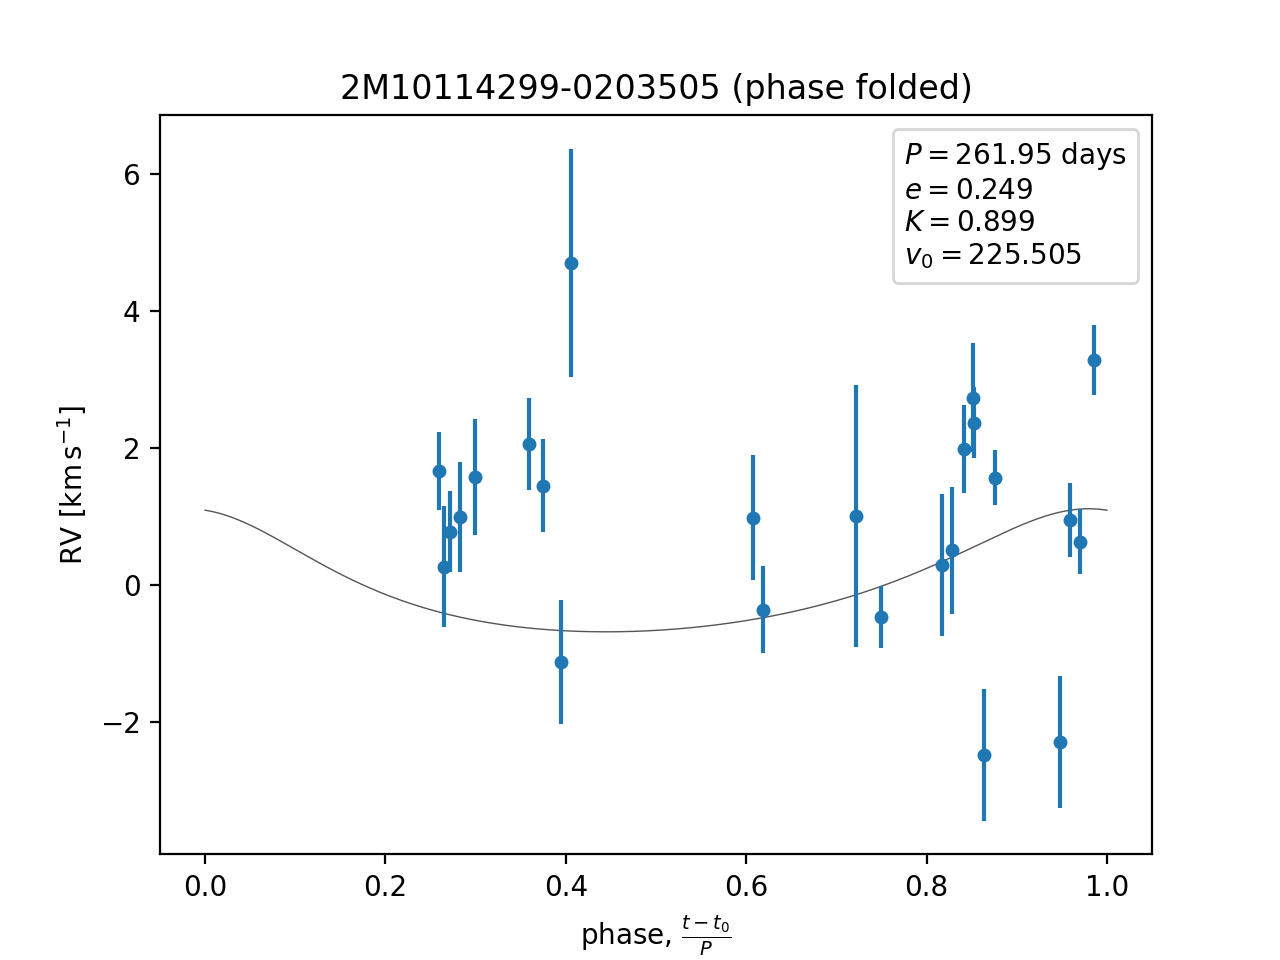 2M10114299-0203505 (phase folded)
P = 261.95 days
e = 0.249
K = 0.899
v₀ = 225.505
RV [km s⁻¹]
6
4
2
0
−2
0.0 0.2 0.4 0.6 0.8 1.0
phase, (t − t₀)/P